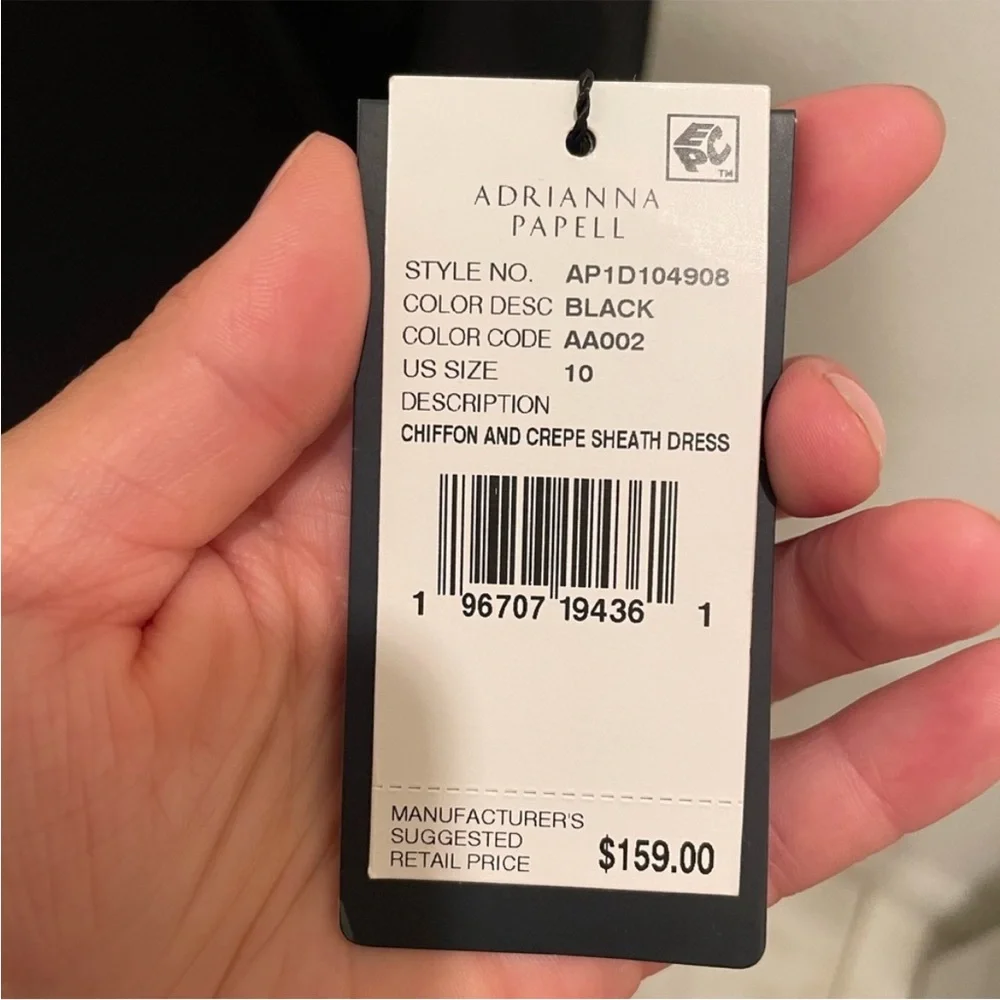 EPC
TM
ADRIANNA
PAPELL
STYLE NO. AP1D104908
COLOR DESC BLACK
COLOR CODE AA002
US SIZE 10
DESCRIPTION
CHIFFON AND CREPE SHEATH DRESS
1 96707 19436 1
MANUFACTURER'S
SUGGESTED
RETAIL PRICE $159.00